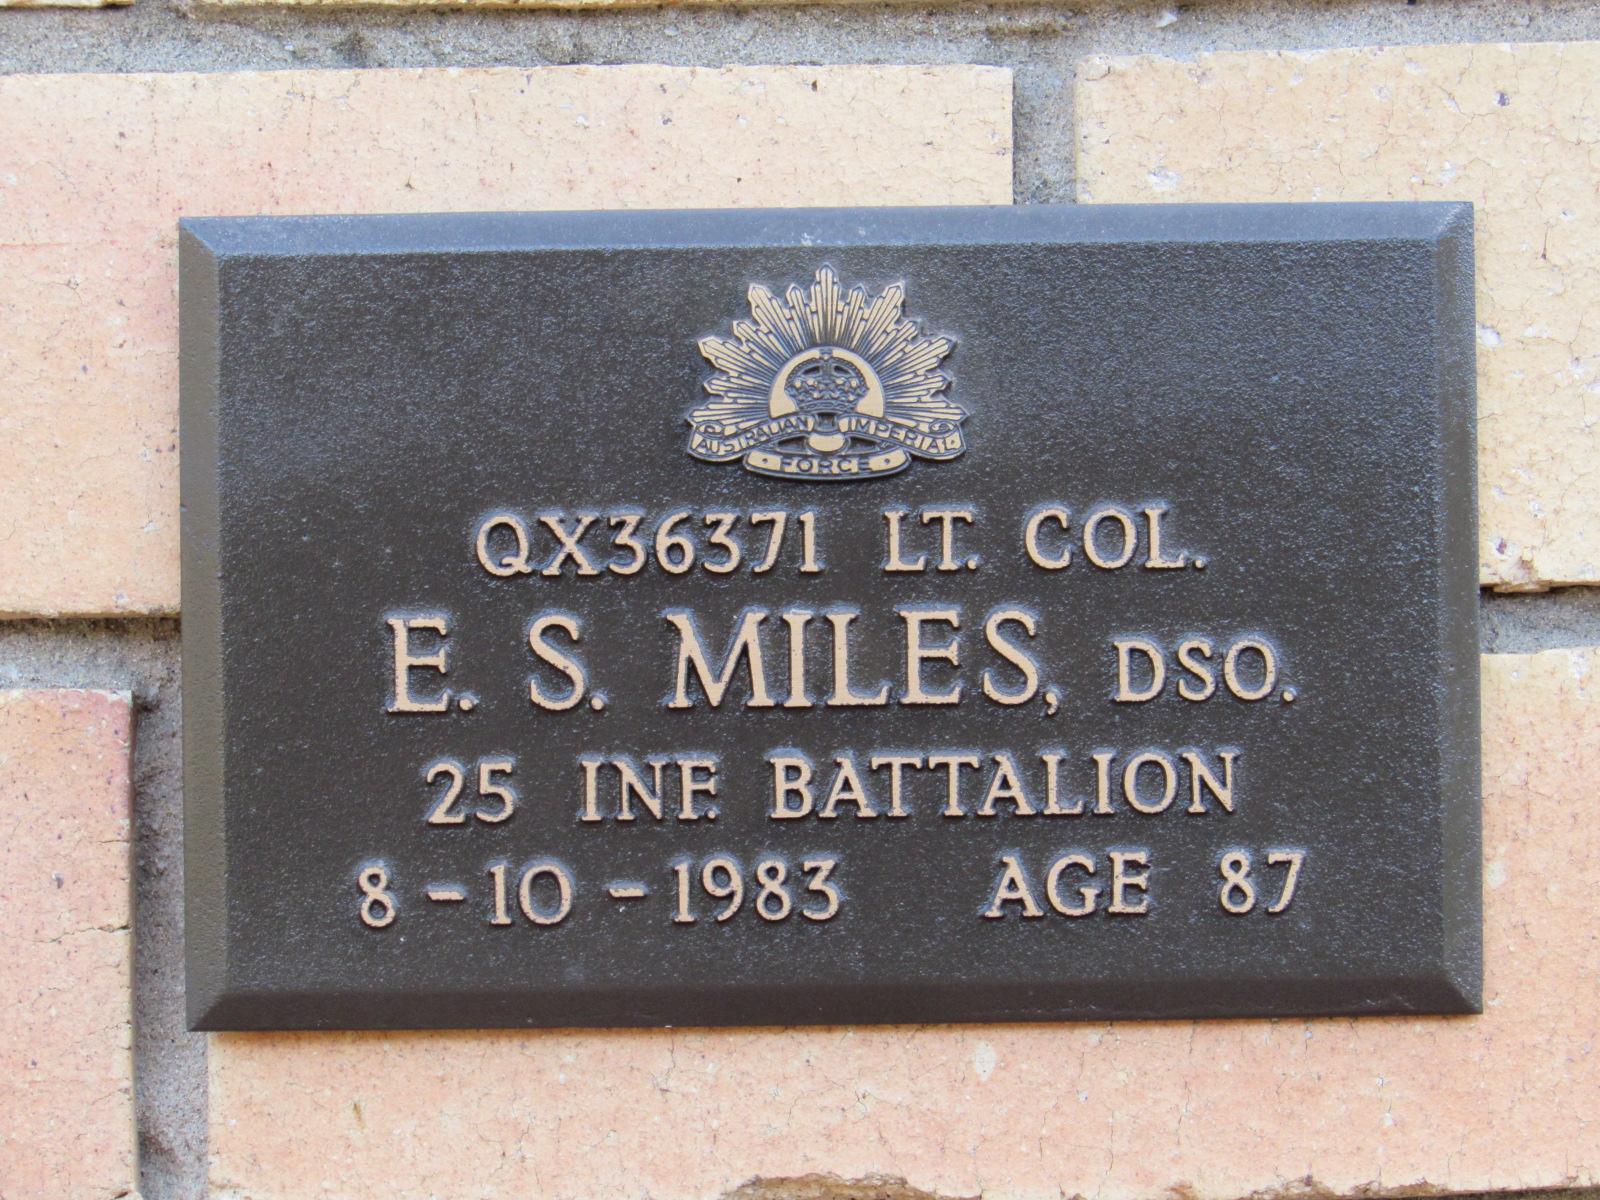 AUSTRALIAN IMPERIAL
FORCE
QX36371 LT. COL.
E. S. MILES, DSO.
25 INF. BATTALION
8-10-1983 AGE 87